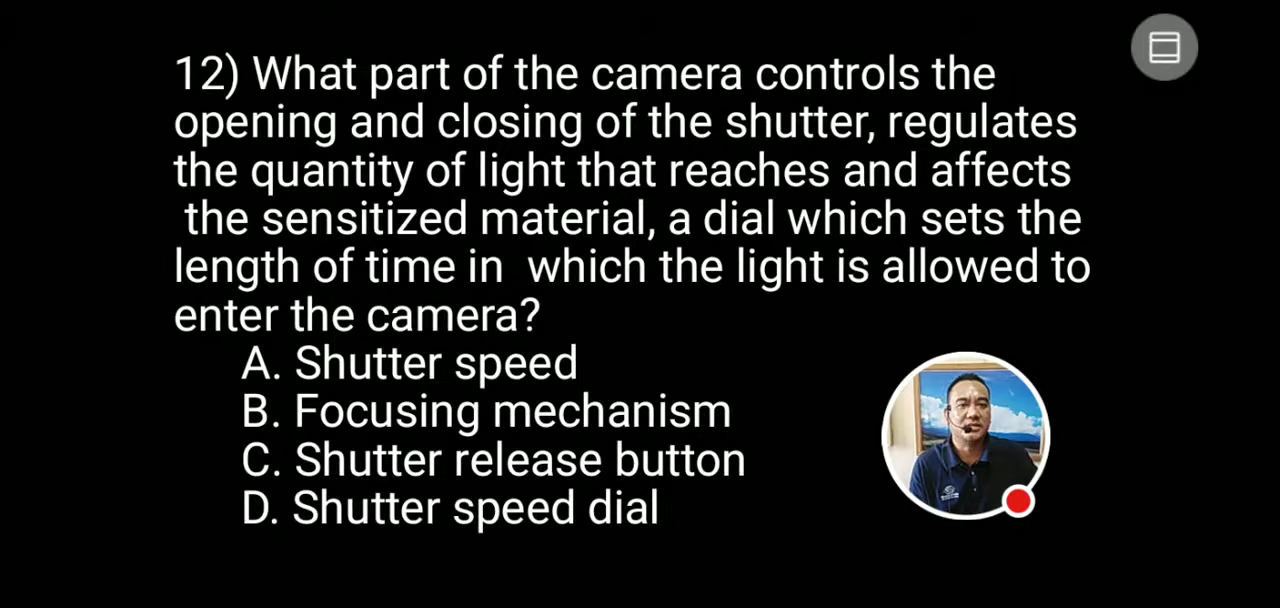 12) What part of the camera controls the
opening and closing of the shutter, regulates
the quantity of light that reaches and affects
the sensitized material, a dial which sets the
length of time in which the light is allowed to
enter the camera?
A. Shutter speed
B. Focusing mechanism
C. Shutter release button
D. Shutter speed dial